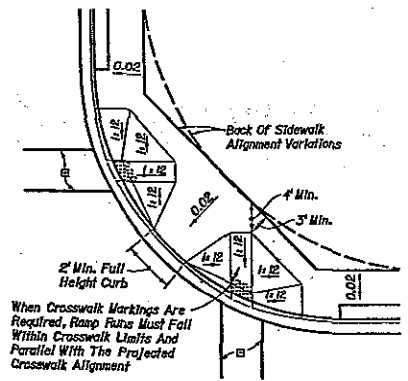 0.02
1: 12
1: 12
1: 12
1: 12
Back Of Sidewalk
Alignment Variations
0.02
4' Min.
3' Min.
2' Min. Full
Height Curb
1: 12
1: 12
1: 12
1: 12
1: 12
0.02
When Crosswalk Markings Are
Required, Ramp Runs Must Fall
Within Crosswalk Limits And
Parallel With The Projected
Crosswalk Alignment